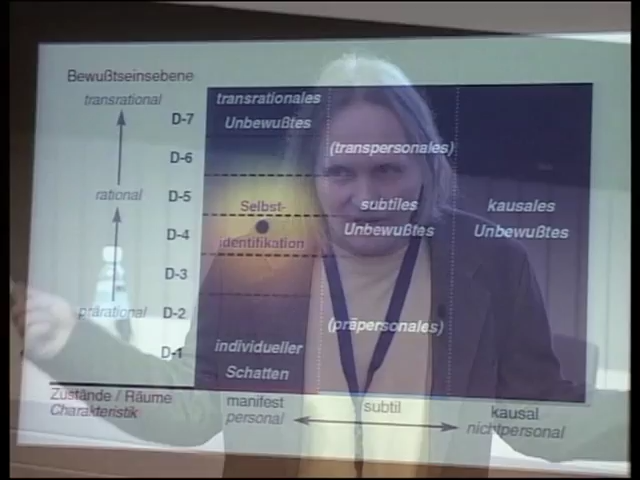 Bewußtseinsebene
transrational
rational
prärational
D-7
D-6
D-5
D-4
D-3
D-2
D-1
transrationales
Unbewußtes
Selbst-
identifikation
individueller
Schatten
(transpersonales)
subtiles
Unbewußtes
(präpersonales)
kausales
Unbewußtes
Zustände / Räume
Charakteristik
manifest
personal
subtil
kausal
nichtpersonal